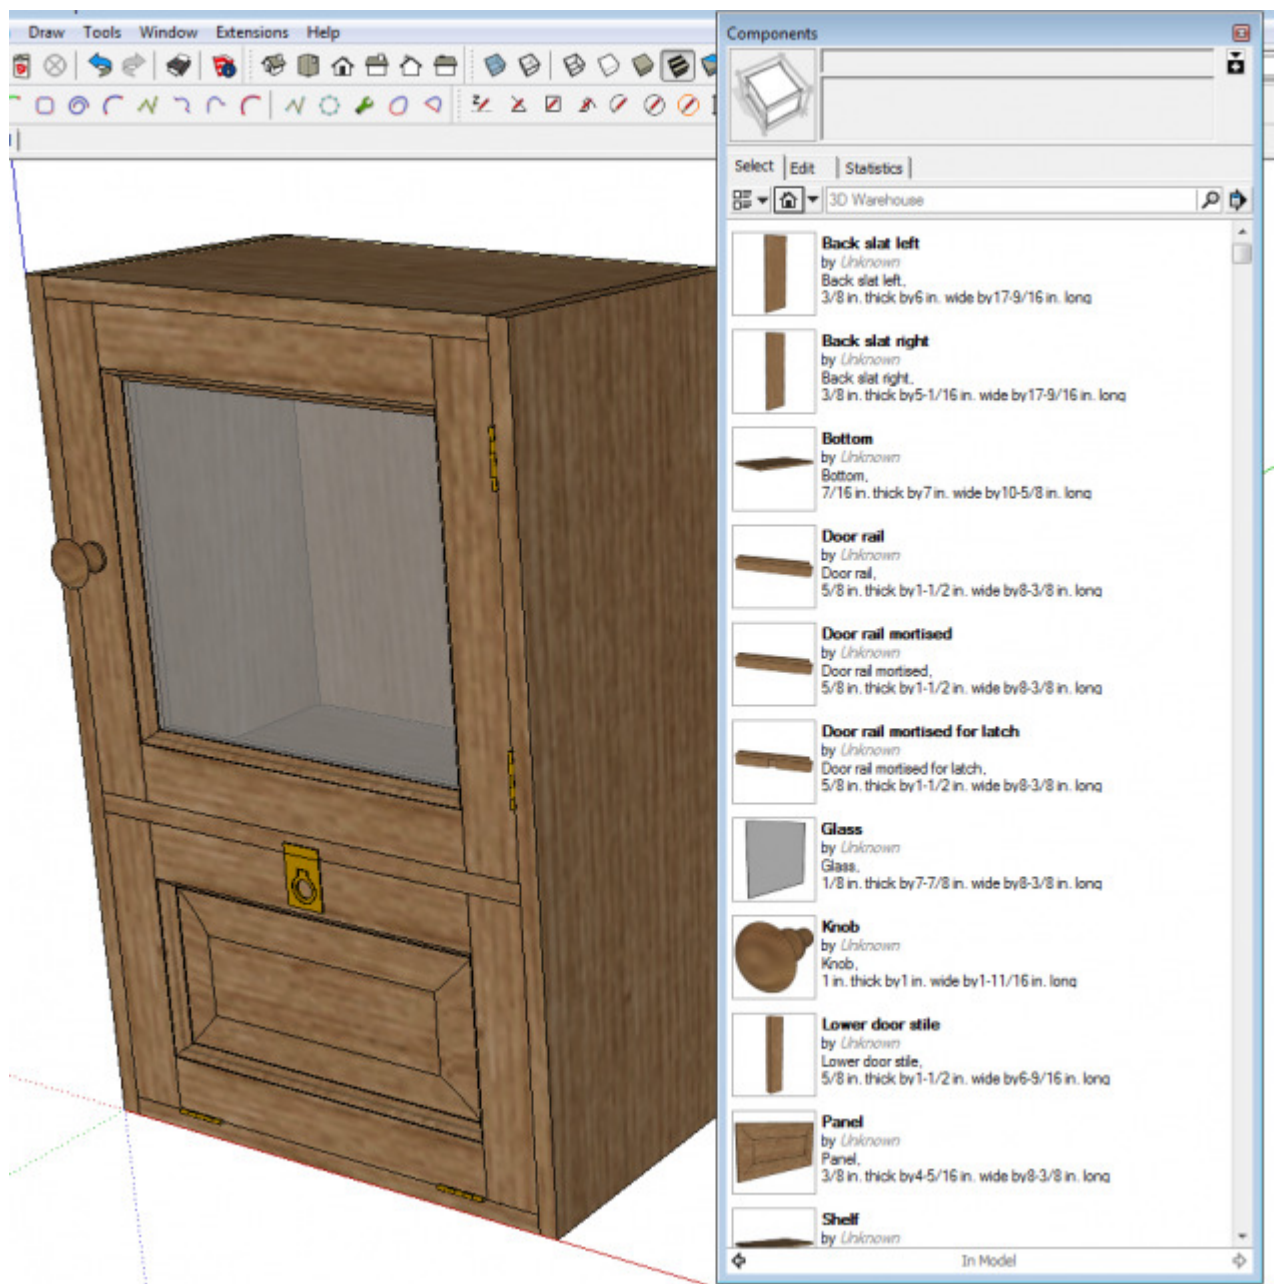 Draw Tools Window Extensions Help
Components
Select Edit Statistics
3D Warehouse
Back slat left
by Unknown
Back slat left,
3/8 in. thick by6 in. wide by17-9/16 in. long
Back slat right
by Unknown
Back slat right,
3/8 in. thick by5-1/16 in. wide by17-9/16 in. long
Bottom
by Unknown
Bottom,
7/16 in. thick by7 in. wide by10-5/8 in. long
Door rail
by Unknown
Door rail,
5/8 in. thick by1-1/2 in. wide by8-3/8 in. long
Door rail mortised
by Unknown
Door rail mortised,
5/8 in. thick by1-1/2 in. wide by8-3/8 in. long
Door rail mortised for latch
by Unknown
Door rail mortised for latch,
5/8 in. thick by1-1/2 in. wide by8-3/8 in. long
Glass
by Unknown
Glass,
1/8 in. thick by7-7/8 in. wide by8-3/8 in. long
Knob
by Unknown
Knob,
1 in. thick by1 in. wide by1-11/16 in. long
Lower door stile
by Unknown
Lower door stile,
5/8 in. thick by1-1/2 in. wide by6-9/16 in. long
Panel
by Unknown
Panel,
3/8 in. thick by4-5/16 in. wide by8-3/8 in. long
Shelf
by Unknown
In Model